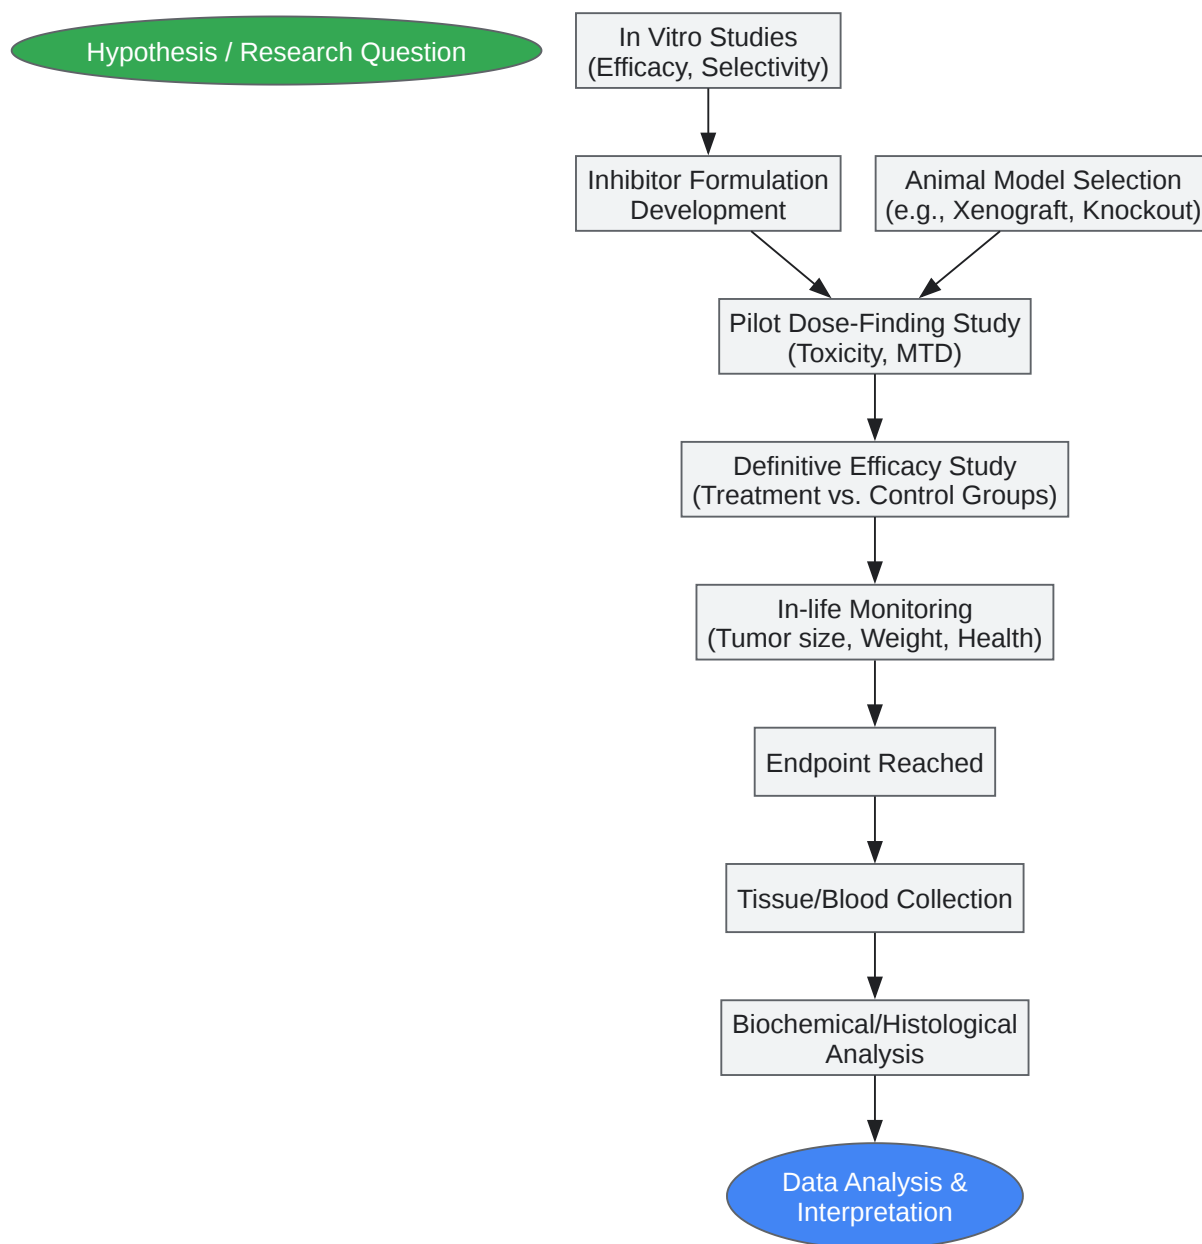 Hypothesis / Research Question
In Vitro Studies
(Efficacy, Selectivity)
Inhibitor Formulation
Development
Animal Model Selection
(e.g., Xenograft, Knockout)
Pilot Dose-Finding Study
(Toxicity, MTD)
Definitive Efficacy Study
(Treatment vs. Control Groups)
In-life Monitoring
(Tumor size, Weight, Health)
Endpoint Reached
Tissue/Blood Collection
Biochemical/Histological
Analysis
Data Analysis &
Interpretation